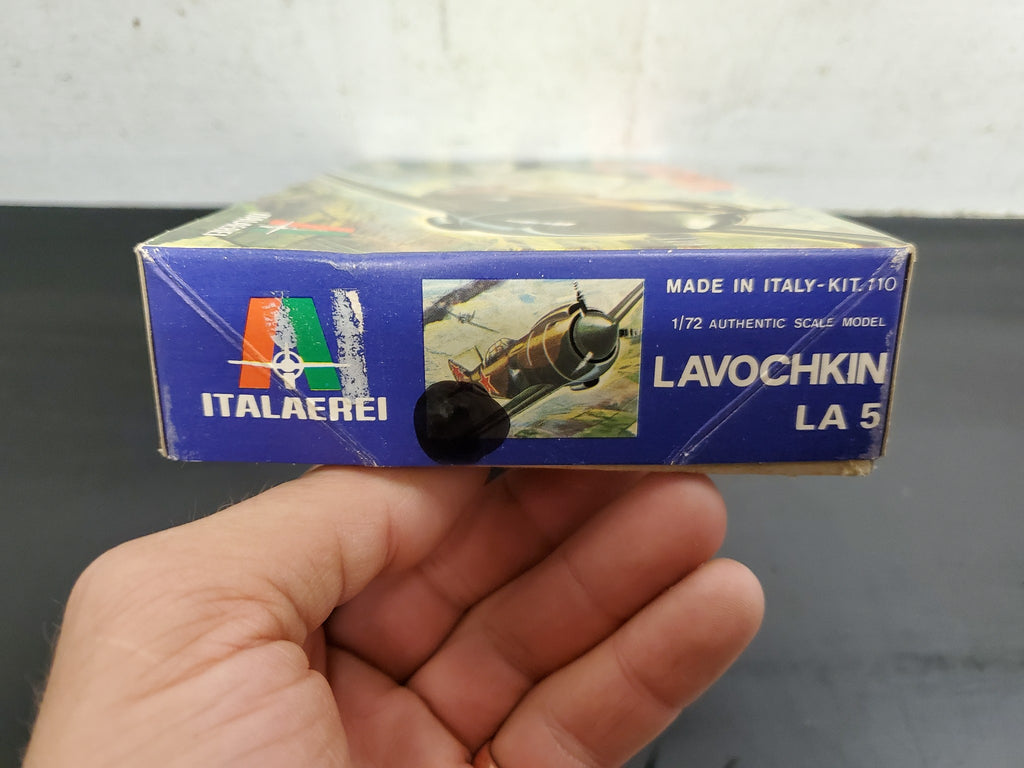 ITALAEREI
MADE IN ITALY-KIT. 110
1/72 AUTHENTIC SCALE MODEL
LAVOCHKIN
LA 5